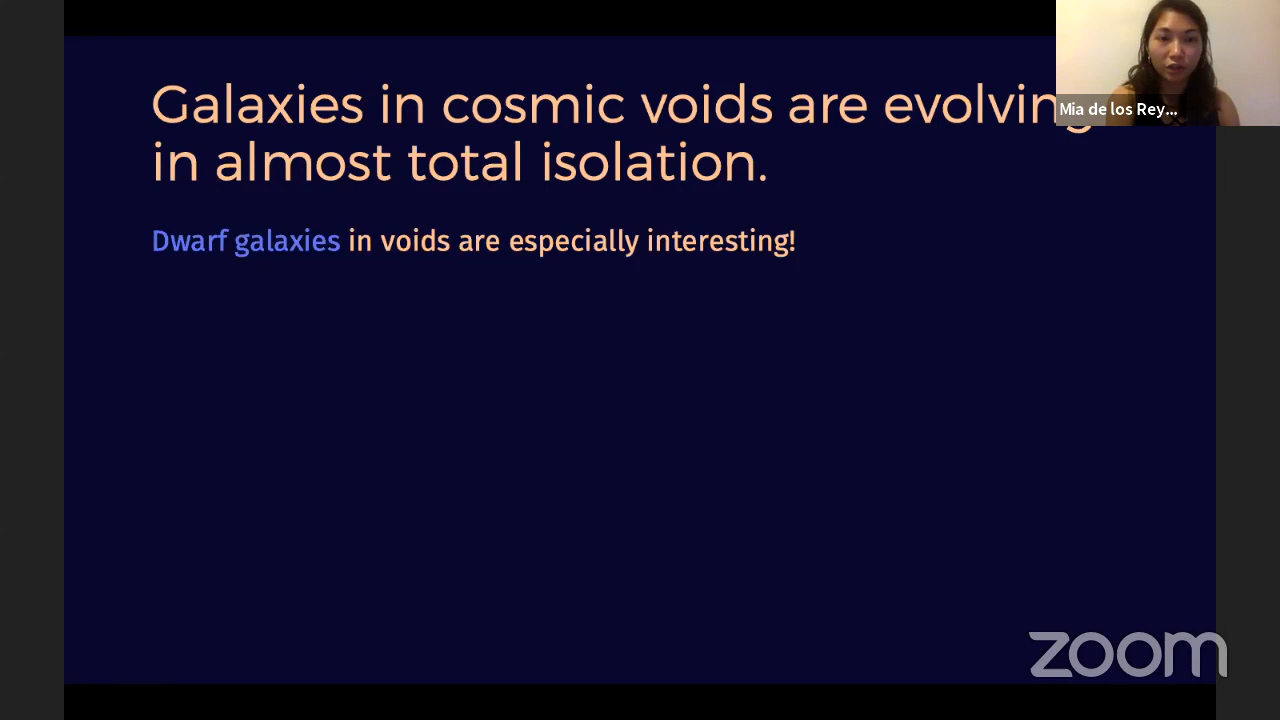 Galaxies in cosmic voids are evolving
in almost total isolation.
Mia de los Rey...
Dwarf galaxies in voids are especially interesting!
zoom